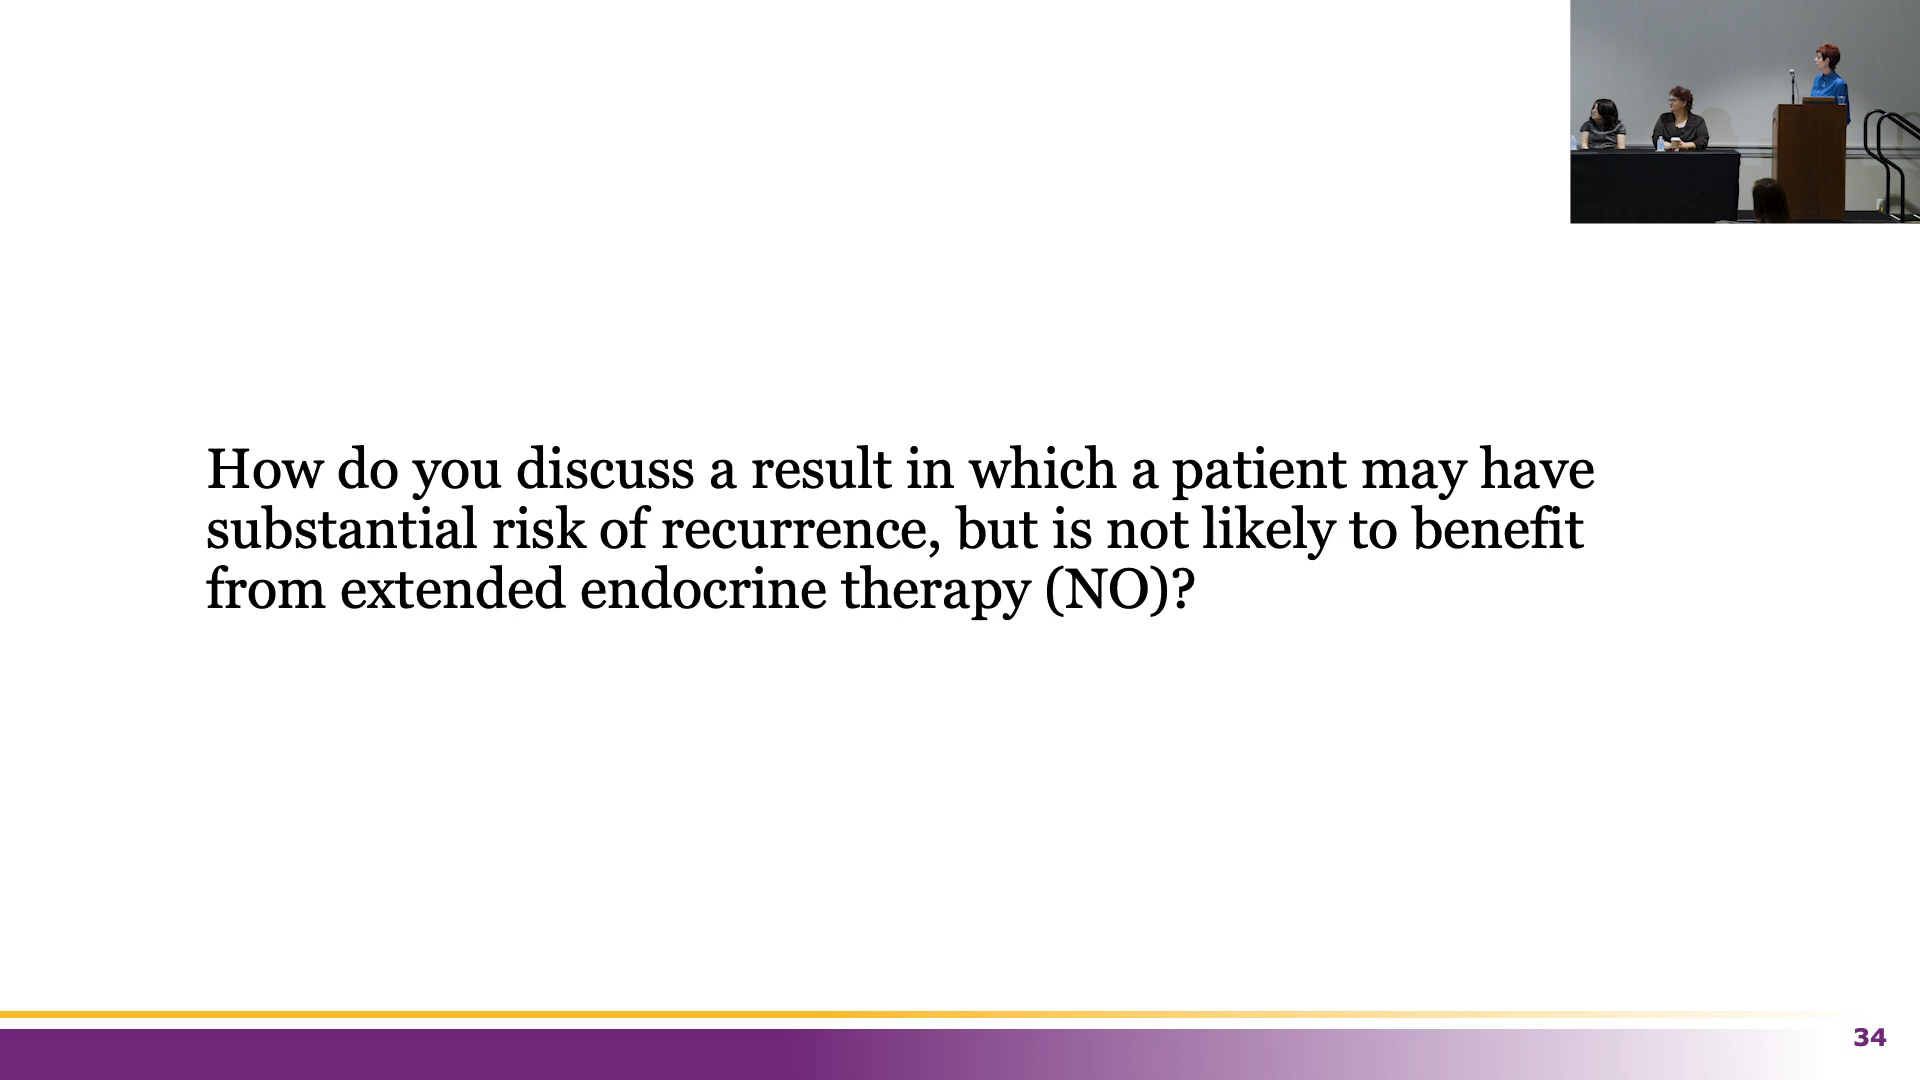 How do you discuss a result in which a patient may have
substantial risk of recurrence, but is not likely to benefit
from extended endocrine therapy (NO)?
34